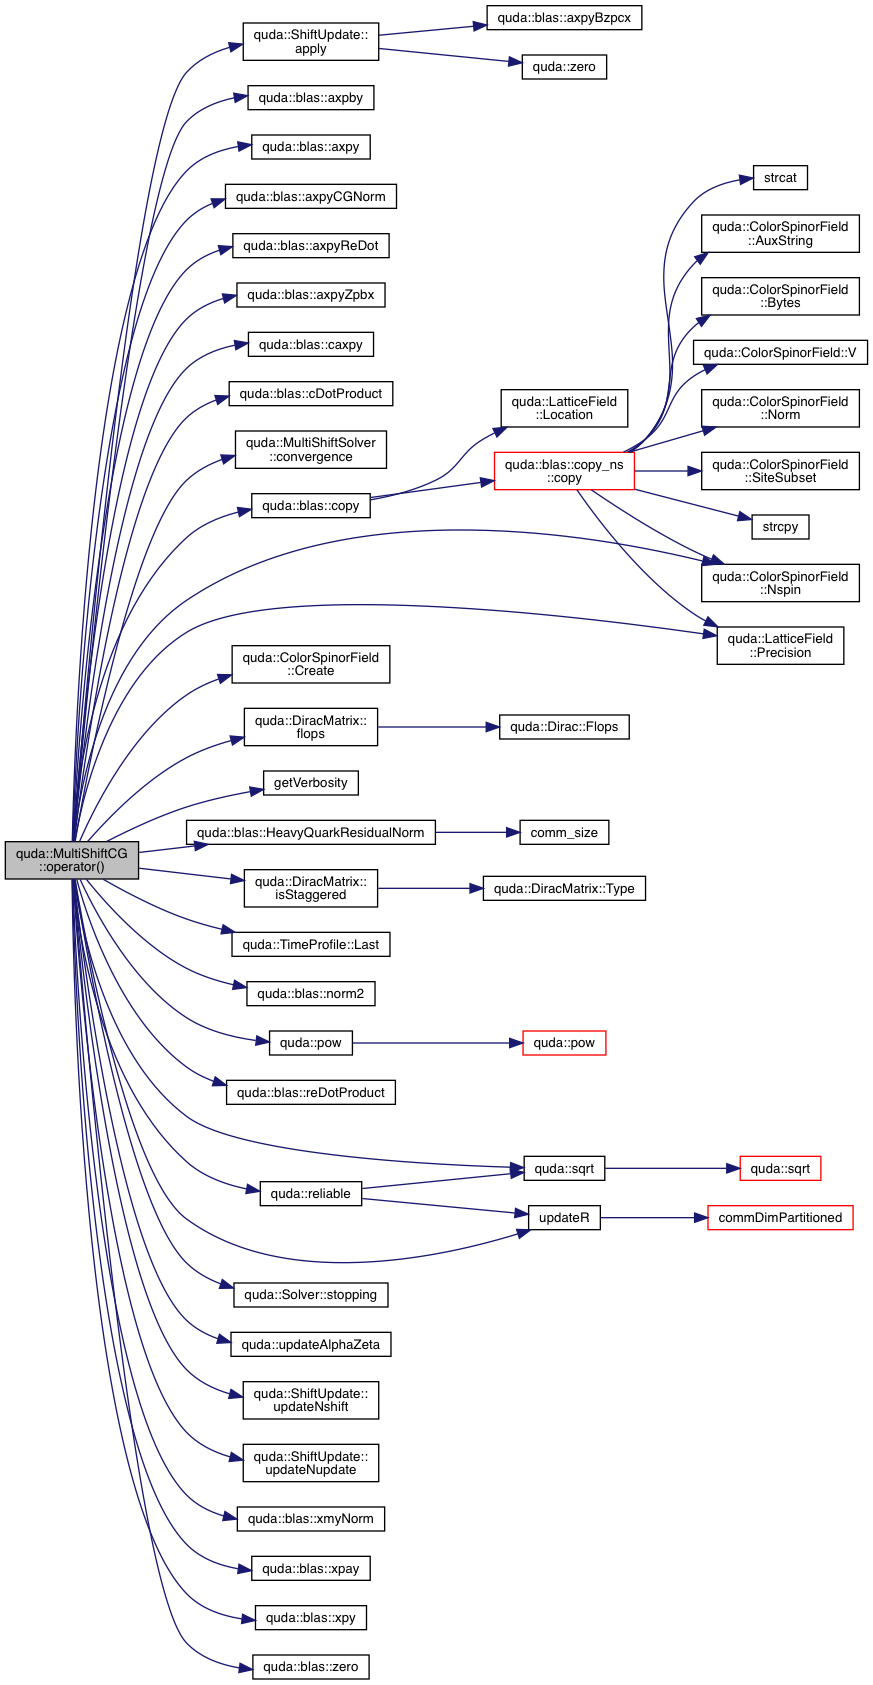 quda::MultiShiftCG
::operator()
quda::ShiftUpdate::
apply
quda::blas::axpyBzpcx
quda::zero
quda::blas::axpby
quda::blas::axpy
quda::blas::axpyCGNorm
quda::blas::axpyReDot
quda::blas::axpyZpbx
quda::blas::caxpy
quda::blas::cDotProduct
quda::MultiShiftSolver
::convergence
quda::blas::copy
quda::LatticeField
::Location
quda::blas::copy_ns
::copy
strcat
quda::ColorSpinorField
::AuxString
quda::ColorSpinorField
::Bytes
quda::ColorSpinorField::V
quda::ColorSpinorField
::Norm
quda::ColorSpinorField
::SiteSubset
strcpy
quda::ColorSpinorField
::Nspin
quda::LatticeField
::Precision
quda::ColorSpinorField
::Create
quda::DiracMatrix::
flops
quda::Dirac::Flops
getVerbosity
quda::blas::HeavyQuarkResidualNorm
comm_size
quda::DiracMatrix::
isStaggered
quda::DiracMatrix::Type
quda::TimeProfile::Last
quda::blas::norm2
quda::pow
quda::pow
quda::blas::reDotProduct
quda::sqrt
quda::sqrt
quda::reliable
updateR
commDimPartitioned
quda::Solver::stopping
quda::updateAlphaZeta
quda::ShiftUpdate::
updateNshift
quda::ShiftUpdate::
updateNupdate
quda::blas::xmyNorm
quda::blas::xpay
quda::blas::xpy
quda::blas::zero